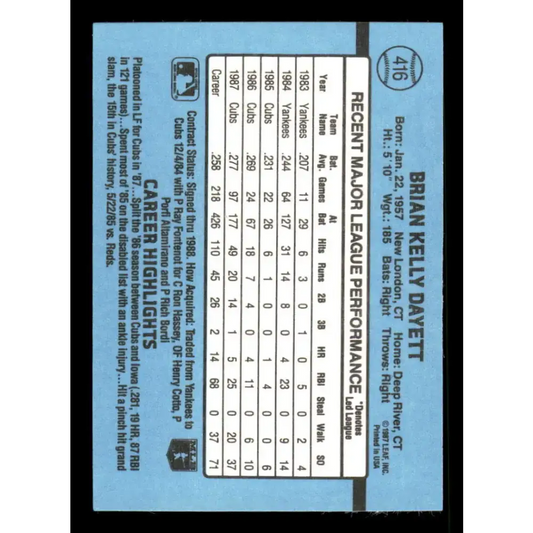 416
BRIAN KELLY DAYETT
Born: Jan. 22, 1957 New London, CT Home: Deep River, CT
Ht.: 5' 10" Wgt.: 185 Bats: Right Throws: Right
©1987 LEAF, INC.
Printed in USA
RECENT MAJOR LEAGUE PERFORMANCE
*Denotes
Led League
Year Team Name Bat. Avg. Games At Bat Hits Runs 2B 3B HR RBI Steal Walk SO
1983 Yankees .207 11 29 6 3 0 1 0 5 0 2 4
1984 Yankees .244 64 127 31 14 8 0 4 23 0 9 14
1985 Cubs .231 22 26 6 1 0 0 1 4 0 0 6
1986 Cubs .269 24 67 18 7 4 0 4 11 0 6 10
1987 Cubs .277 97 177 49 20 14 1 5 25 0 20 37
Career .258 218 426 110 45 26 2 14 68 0 37 71
Contract Status: Signed thru 1988. How Acquired: Traded from Yankees to
Cubs 12/4/84 with P Ray Fontenot for C Ron Hassey, OF Henry Cotto, P
Porfi Altamirano and P Rich Bordi
CAREER HIGHLIGHTS
Platooned in LF for Cubs in '87...Split the '86 season between Cubs and Iowa (.281, 19 HR, 87 RBI
in 121 games)...Spent most of '85 on the disabled list with an ankle injury...Hit a pinch hit grand
slam, the 15th in Cubs' history, 5/22/85 vs. Reds.